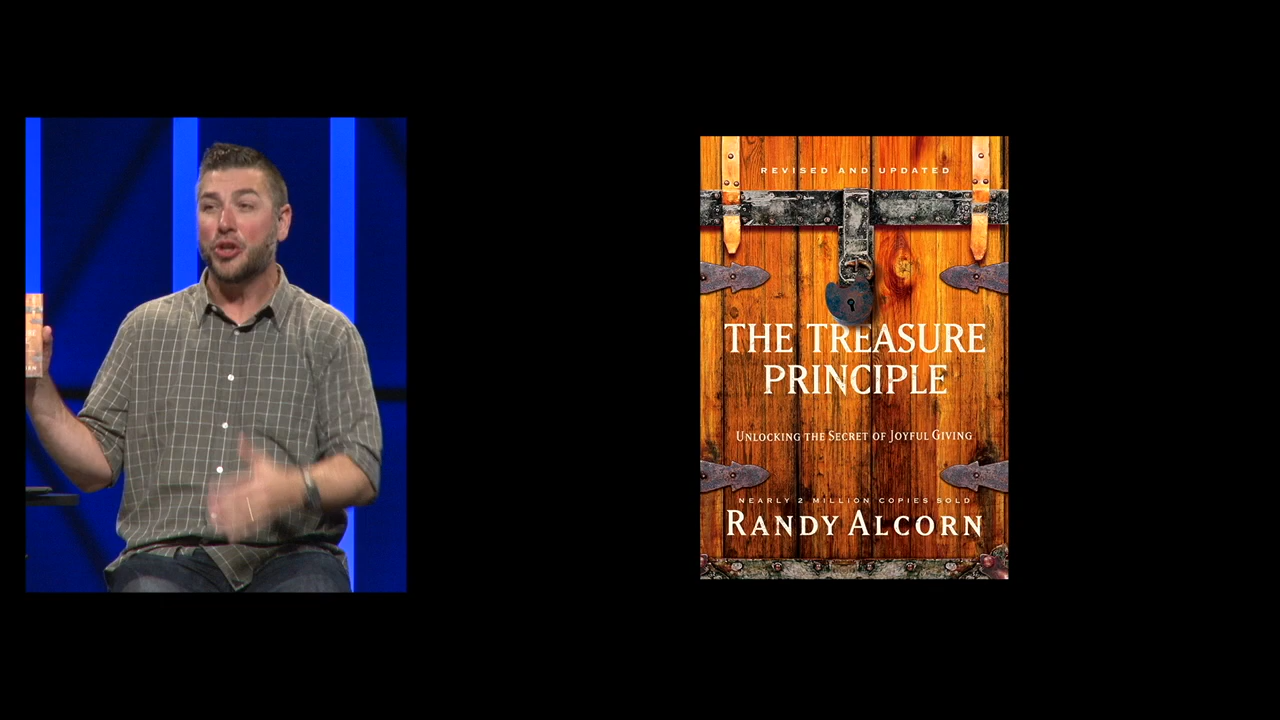 REVISED AND UPDATED
THE TREASURE
PRINCIPLE
UNLOCKING THE SECRET OF JOYFUL GIVING
NEARLY 2 MILLION COPIES SOLD
RANDY ALCORN